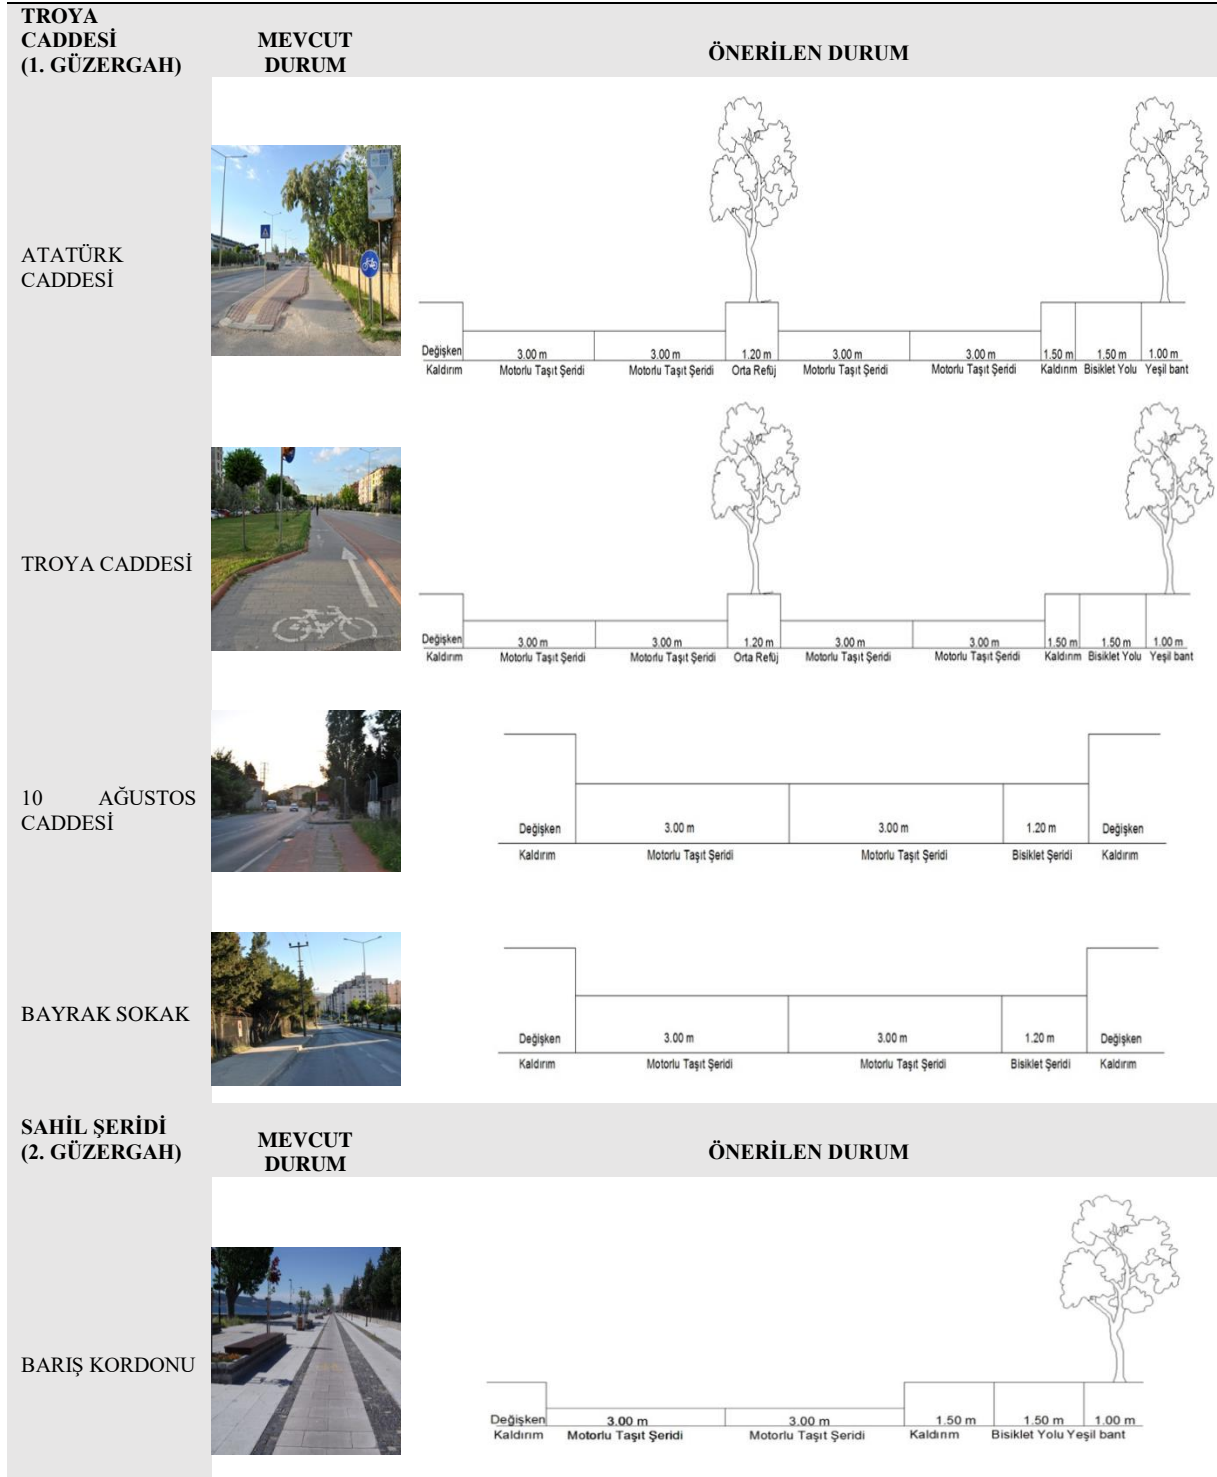 TROYA
CADDESİ
(1. GÜZERGAH)
MEVCUT
DURUM
ÖNERİLEN DURUM
ATATÜRK
CADDESİ
Değişken 3.00 m 3.00 m 1.20 m 3.00 m 3.00 m 1.50 m 1.50 m 1.00 m
Kaldırım Motorlu Taşıt Şeridi Motorlu Taşıt Şeridi Orta Refüj Motorlu Taşıt Şeridi Motorlu Taşıt Şeridi Kaldırım Bisiklet Yolu Yeşil bant
TROYA CADDESİ
Değişken 3.00 m 3.00 m 1.20 m 3.00 m 3.00 m 1.50 m 1.50 m 1.00 m
Kaldırım Motorlu Taşıt Şeridi Motorlu Taşıt Şeridi Orta Refüj Motorlu Taşıt Şeridi Motorlu Taşıt Şeridi Kaldırım Bisiklet Yolu Yeşil bant
10 AĞUSTOS
CADDESİ
Değişken 3.00 m 3.00 m 1.20 m Değişken
Kaldırım Motorlu Taşıt Şeridi Motorlu Taşıt Şeridi Bisiklet Şeridi Kaldırım
BAYRAK SOKAK
Değişken 3.00 m 3.00 m 1.20 m Değişken
Kaldırım Motorlu Taşıt Şeridi Motorlu Taşıt Şeridi Bisiklet Şeridi Kaldırım
SAHİL ŞERİDİ
(2. GÜZERGAH)
MEVCUT
DURUM
ÖNERİLEN DURUM
BARIŞ KORDONU
Değişken 3.00 m 3.00 m 1.50 m 1.50 m 1.00 m
Kaldırım Motorlu Taşıt Şeridi Motorlu Taşıt Şeridi Kaldırım Bisiklet Yolu Yeşil bant